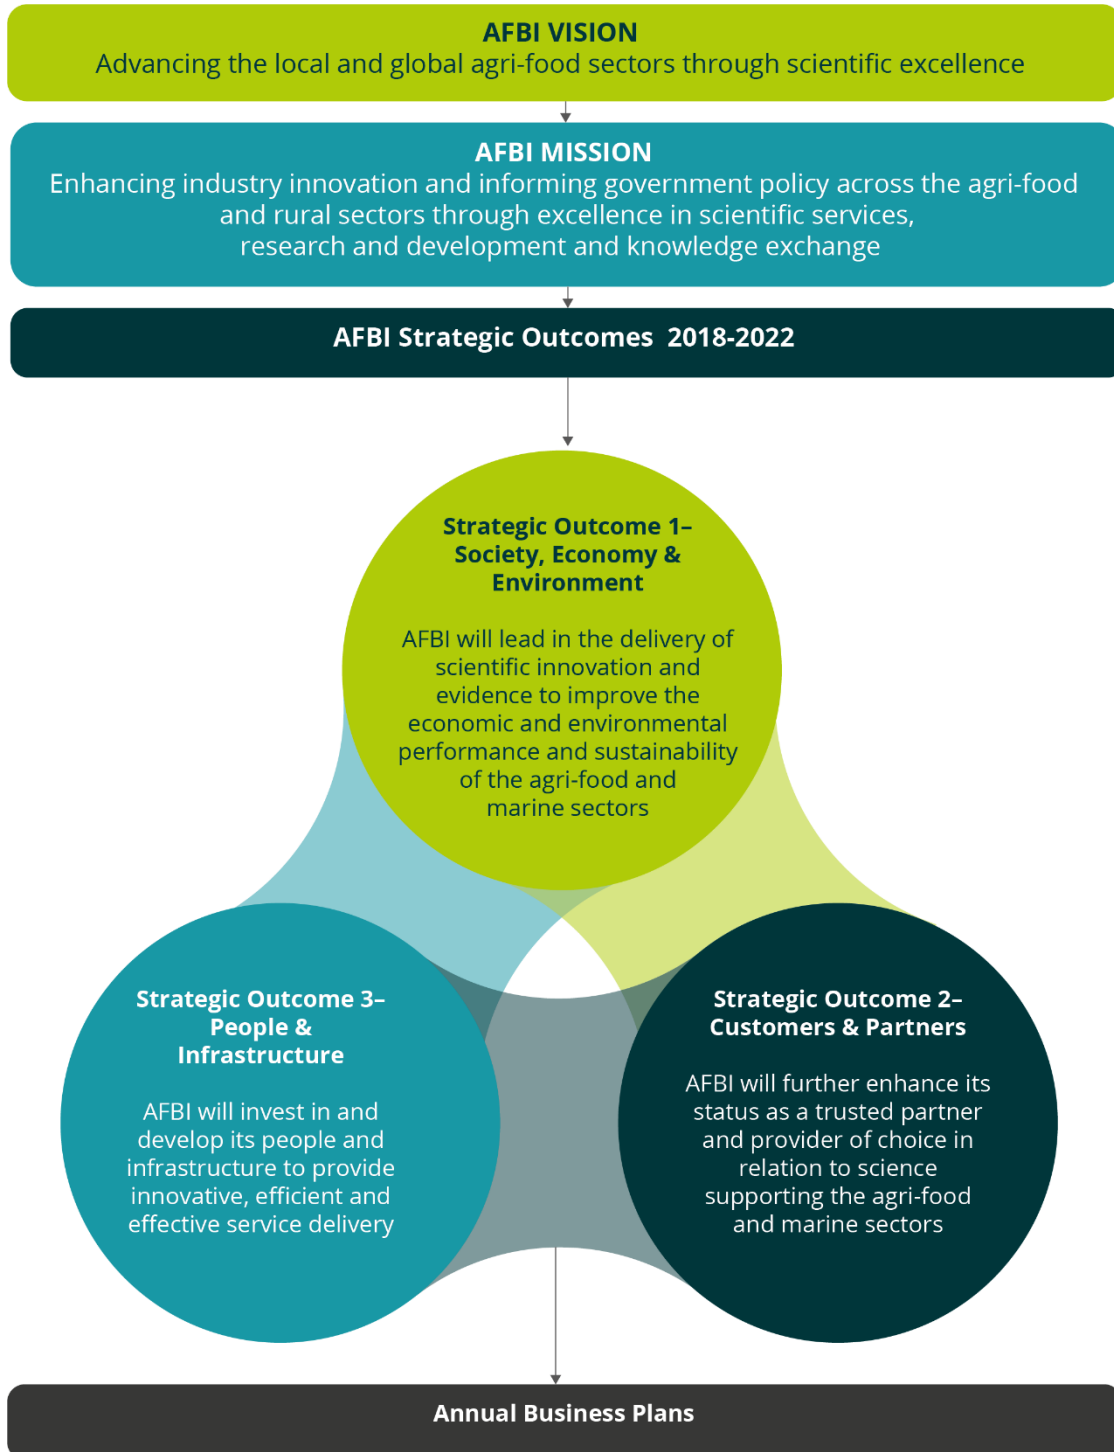 AFBI VISION
Advancing the local and global agri-food sectors through scientific excellence
AFBI MISSION
Enhancing industry innovation and informing government policy across the agri-food
and rural sectors through excellence in scientific services,
research and development and knowledge exchange
AFBI Strategic Outcomes 2018-2022
Strategic Outcome 1–
Society, Economy &
Environment
AFBI will lead in the delivery of
scientific innovation and
evidence to improve the
economic and environmental
performance and sustainability
of the agri-food and
marine sectors
Strategic Outcome 3–
People &
Infrastructure
AFBI will invest in and
develop its people and
infrastructure to provide
innovative, efficient and
effective service delivery
Strategic Outcome 2–
Customers & Partners
AFBI will further enhance its
status as a trusted partner
and provider of choice in
relation to science
supporting the agri-food
and marine sectors
Annual Business Plans